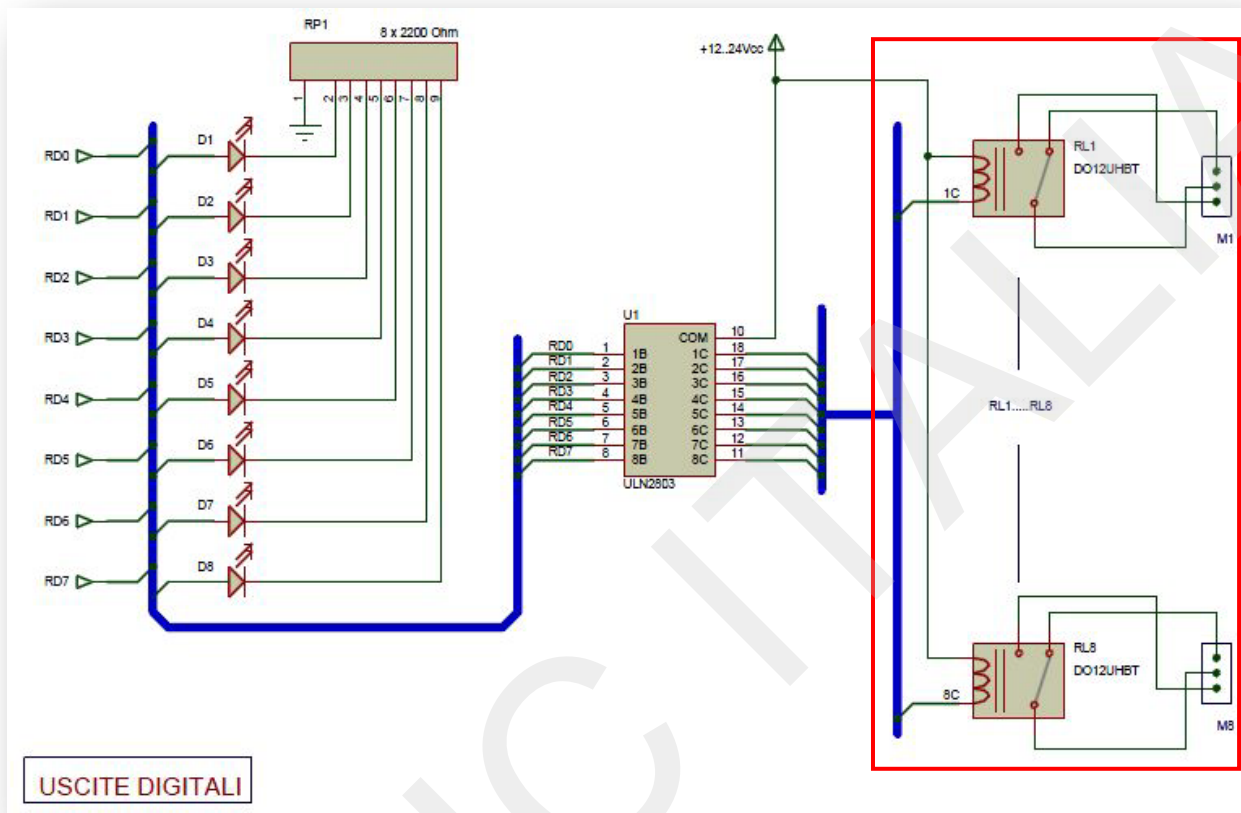 RP1
8 x 2200 Ohm
1 2 3 4 5 6 7 8 9
+12..24Vcc
RD0
D1
RD1
D2
RD2
D3
RD3
D4
RD4
D5
RD5
D6
RD6
D7
RD7
D8
U1
COM 10
RD0 1 1B 1C 18
RD1 2 2B 2C 17
RD2 3 3B 3C 16
RD3 4 4B 4C 15
RD4 5 5B 5C 14
RD5 6 6B 6C 13
RD6 7 7B 7C 12
RD7 8 8B 8C 11
ULN2803
RL1
DO12UHBT
1C
M1
RL1.....RL8
RL8
DO12UHBT
8C
M8
USCITE DIGITALI
IC ITALIA